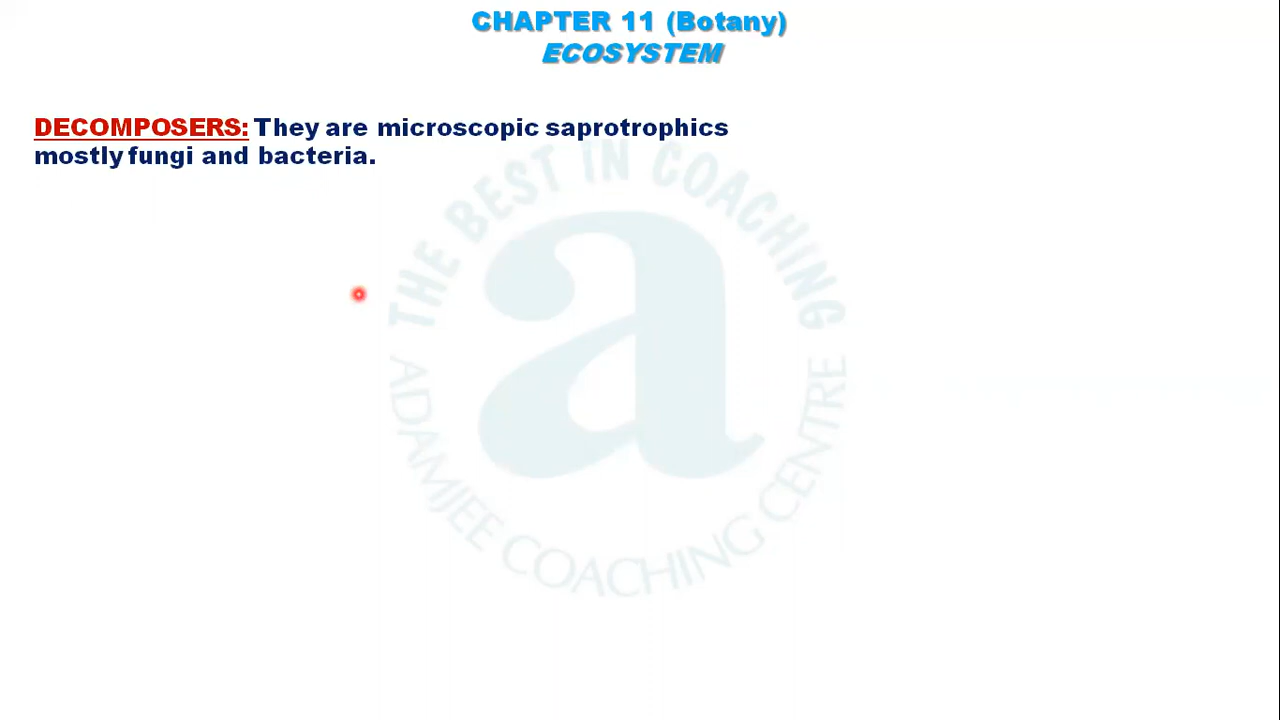 CHAPTER 11 (Botany)
ECOSYSTEM
DECOMPOSERS: They are microscopic saprotrophics
mostly fungi and bacteria.
THE BEST IN COACHING
a
ADAMJEE COACHING CENTRE